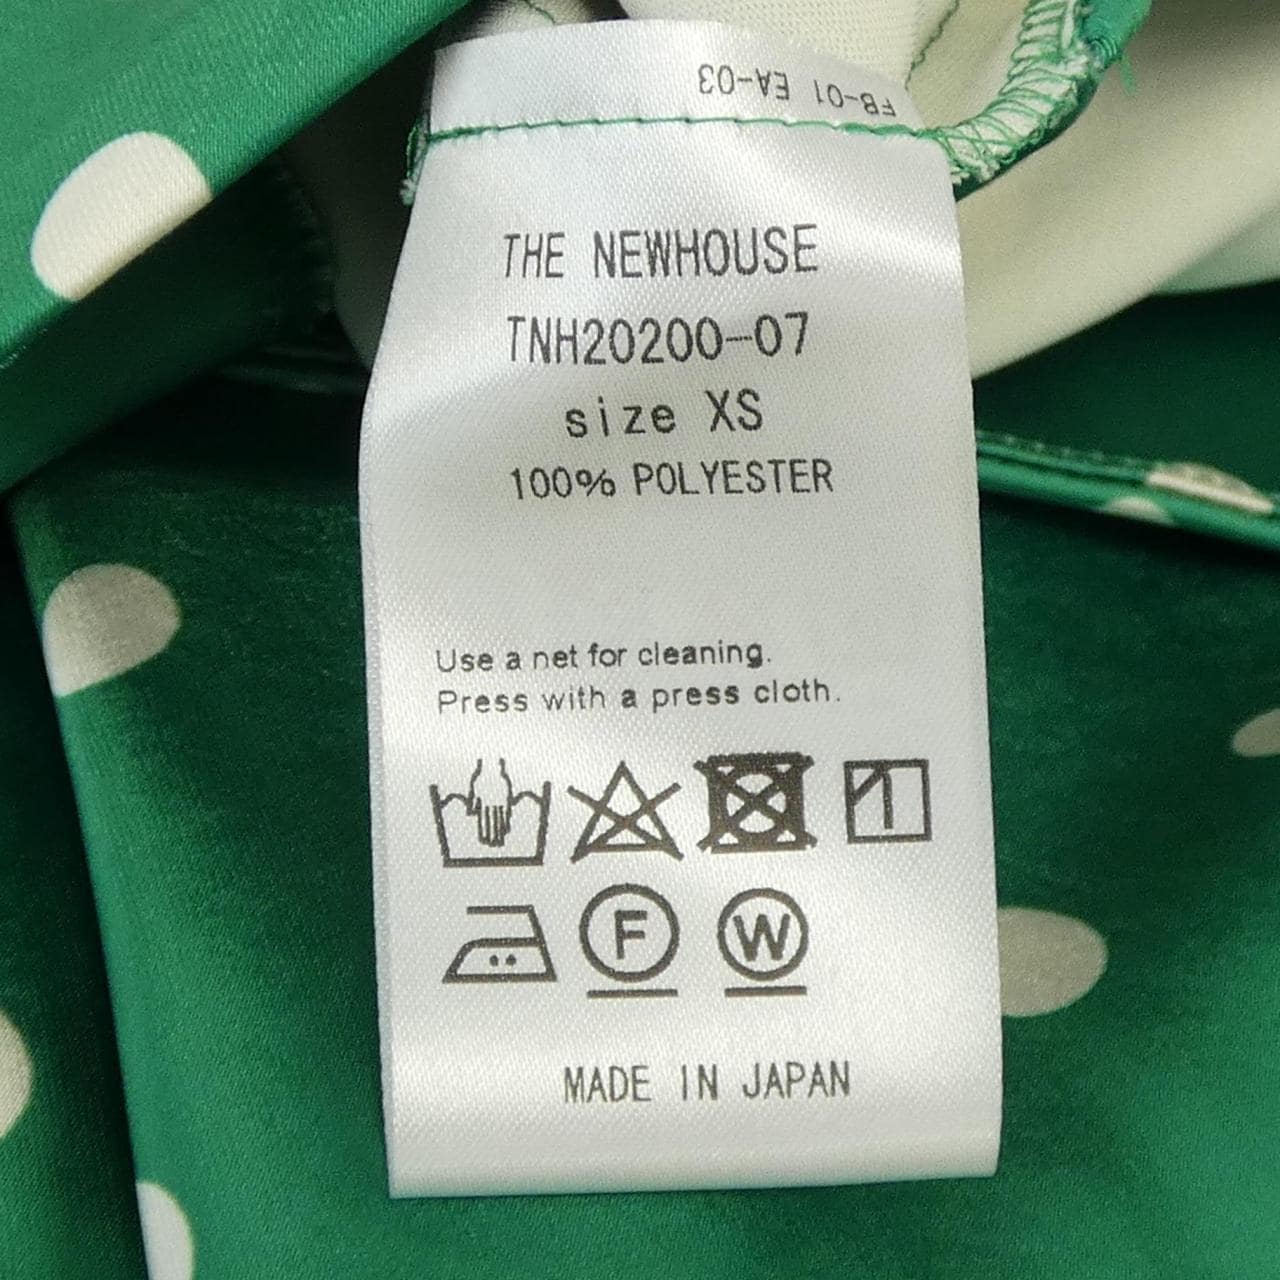 FB-01 EA-03
THE NEWHOUSE
TNH20200-07
size XS
100% POLYESTER
Use a net for cleaning.
Press with a press cloth.
F W
MADE IN JAPAN